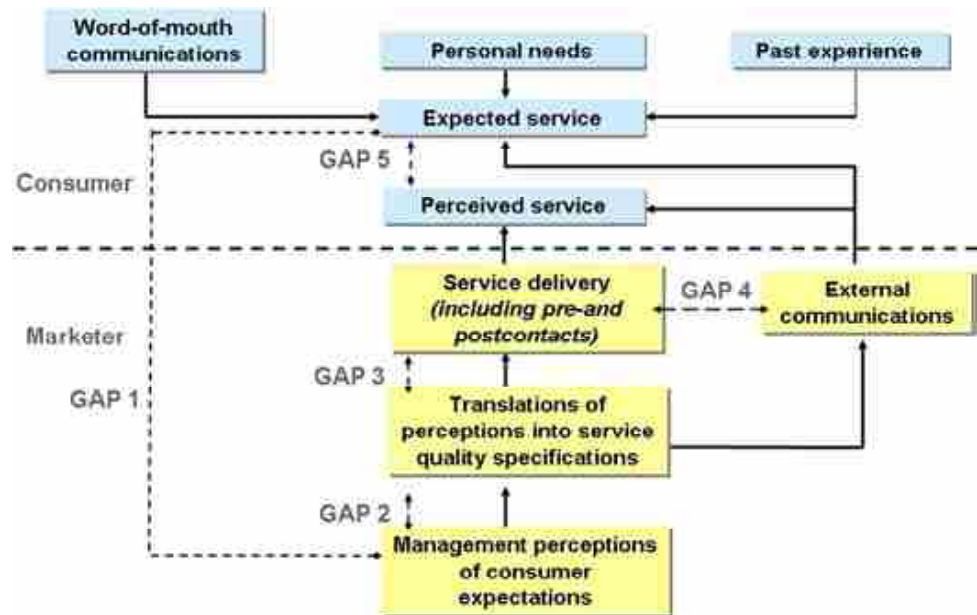 Word-of-mouth
communications
Personal needs
Past experience
Expected service
GAP 5
Consumer
Perceived service
Service delivery
(including pre-and
postcontacts)
GAP 4
External
communications
Marketer
GAP 3
GAP 1
Translations of
perceptions into service
quality specifications
GAP 2
Management perceptions
of consumer
expectations